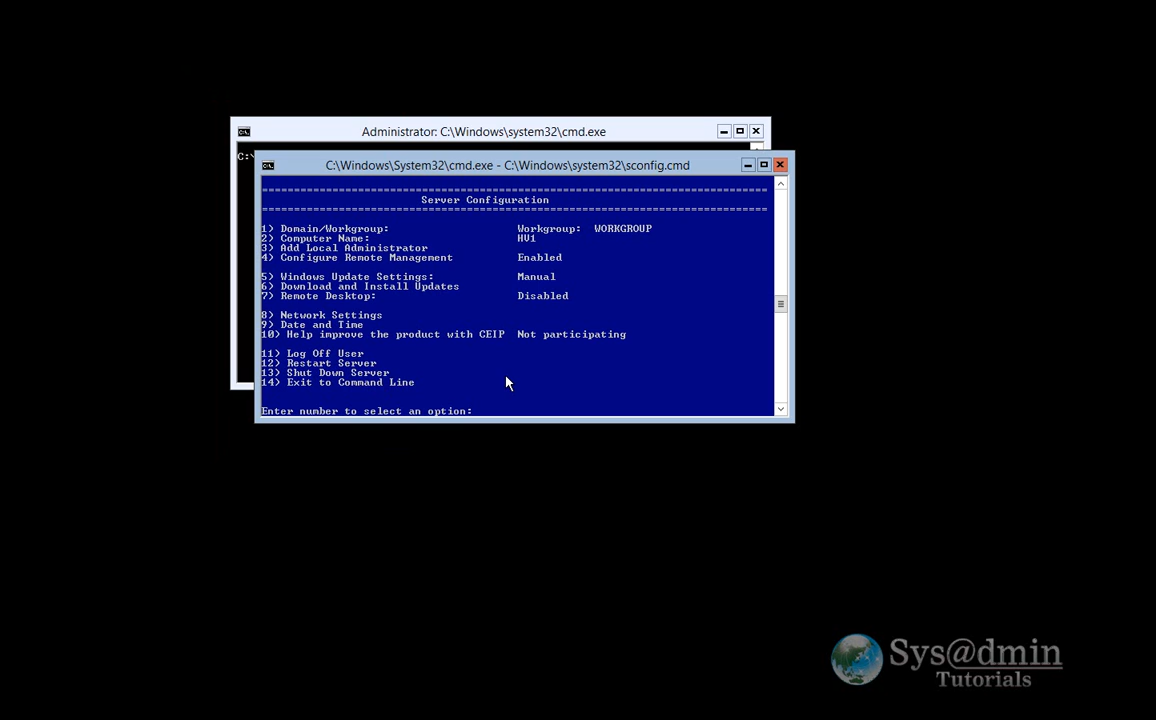 Administrator: C:\Windows\system32\cmd.exe
C:\
C:\Windows\System32\cmd.exe - C:\Windows\system32\sconfig.cmd
===============================================================================
Server Configuration
===============================================================================
1) Domain/Workgroup: Workgroup: WORKGROUP
2) Computer Name: HV1
3) Add Local Administrator
4) Configure Remote Management Enabled
5) Windows Update Settings: Manual
6) Download and Install Updates
7) Remote Desktop: Disabled
8) Network Settings
9) Date and Time
10) Help improve the product with CEIP Not participating
11) Log Off User
12) Restart Server
13) Shut Down Server
14) Exit to Command Line
Enter number to select an option:
Sys@dmin
Tutorials